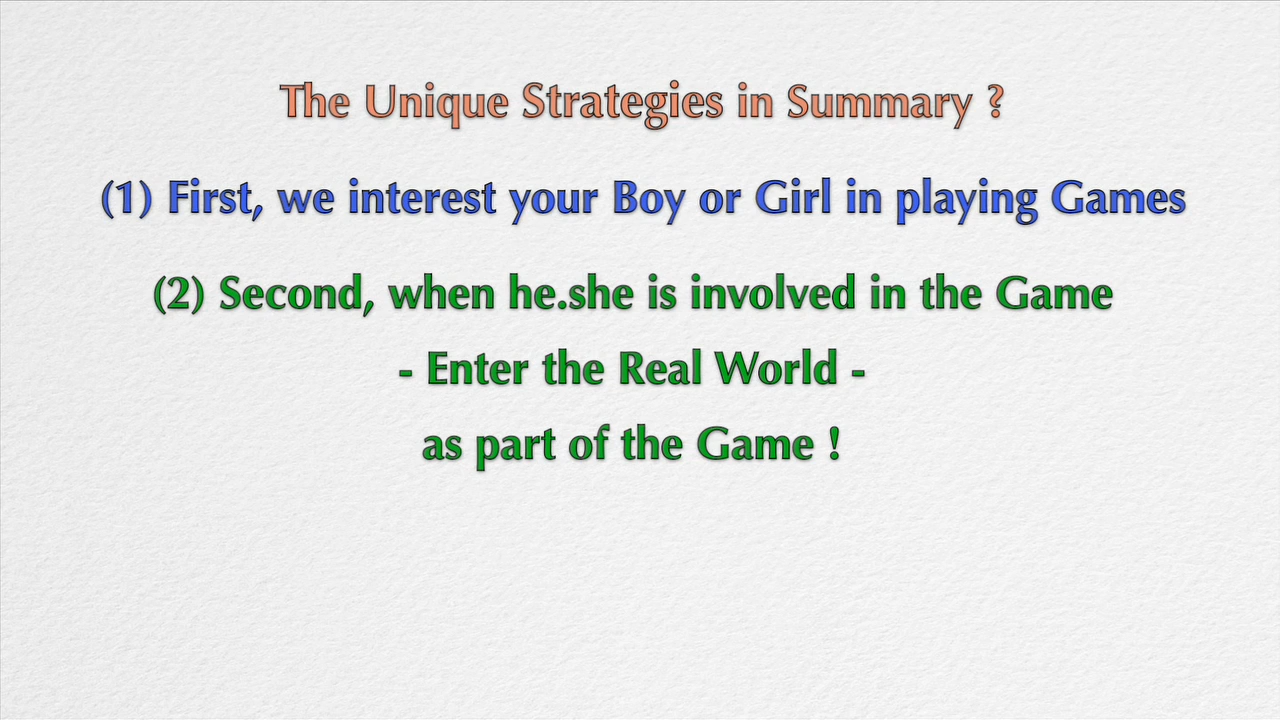 The Unique Strategies in Summary ?
(1) First, we interest your Boy or Girl in playing Games
(2) Second, when he.she is involved in the Game
- Enter the Real World -
as part of the Game !